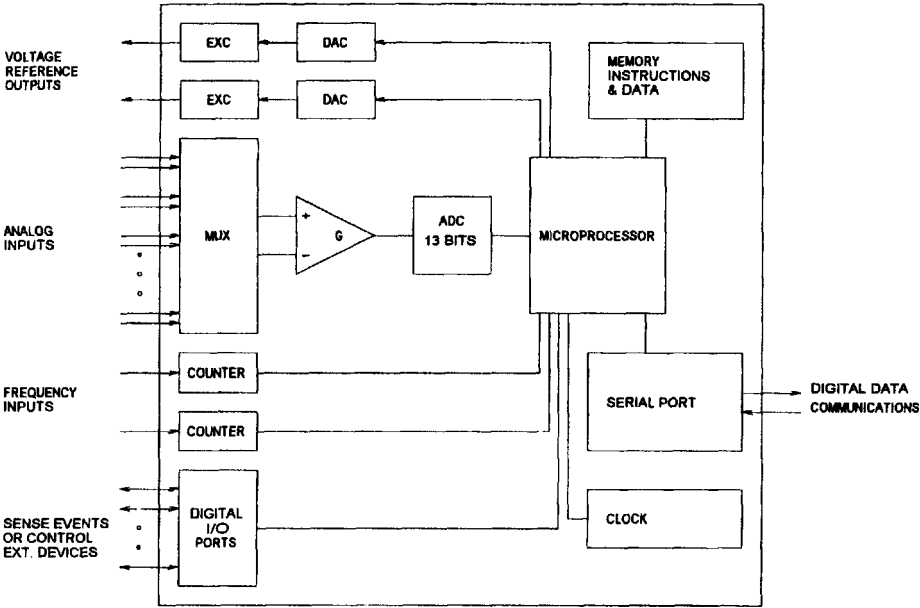 VOLTAGE
REFERENCE
OUTPUTS
EXC
DAC
EXC
DAC
MEMORY
INSTRUCTIONS
& DATA
ANALOG
INPUTS
MUX
+
G
−
ADC
13 BITS
MICROPROCESSOR
FREQUENCY
INPUTS
COUNTER
COUNTER
SERIAL PORT
DIGITAL DATA
COMMUNICATIONS
SENSE EVENTS
OR CONTROL
EXT. DEVICES
DIGITAL
I/O
PORTS
CLOCK